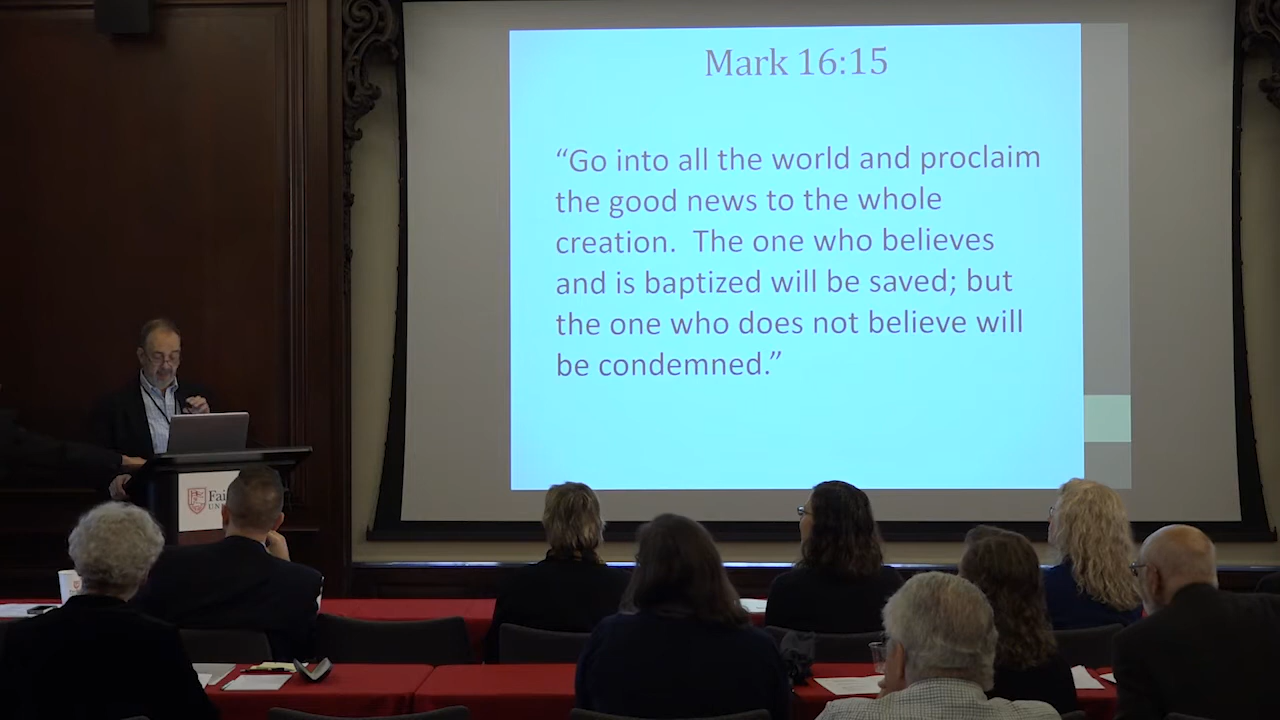 Mark 16:15
“Go into all the world and proclaim
the good news to the whole
creation.  The one who believes
and is baptized will be saved; but
the one who does not believe will
be condemned.”